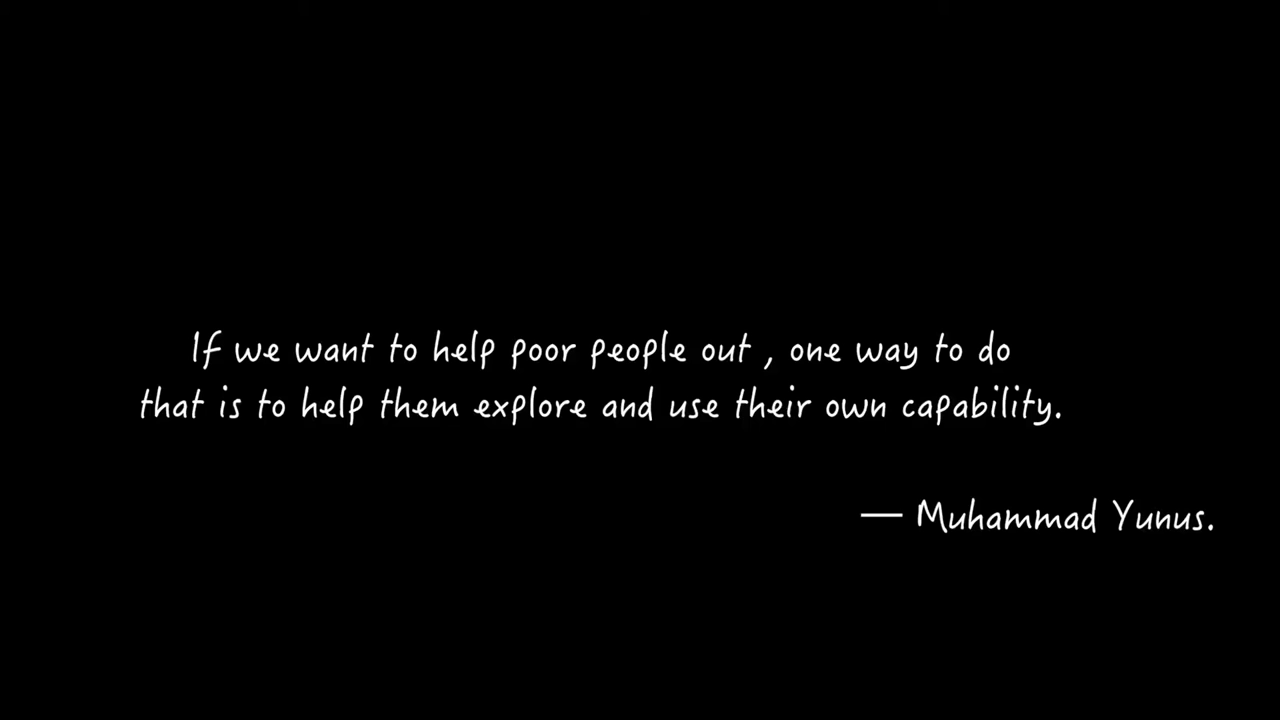 If we want to help poor people out , one way to do
that is to help them explore and use their own capability.
— Muhammad Yunus.